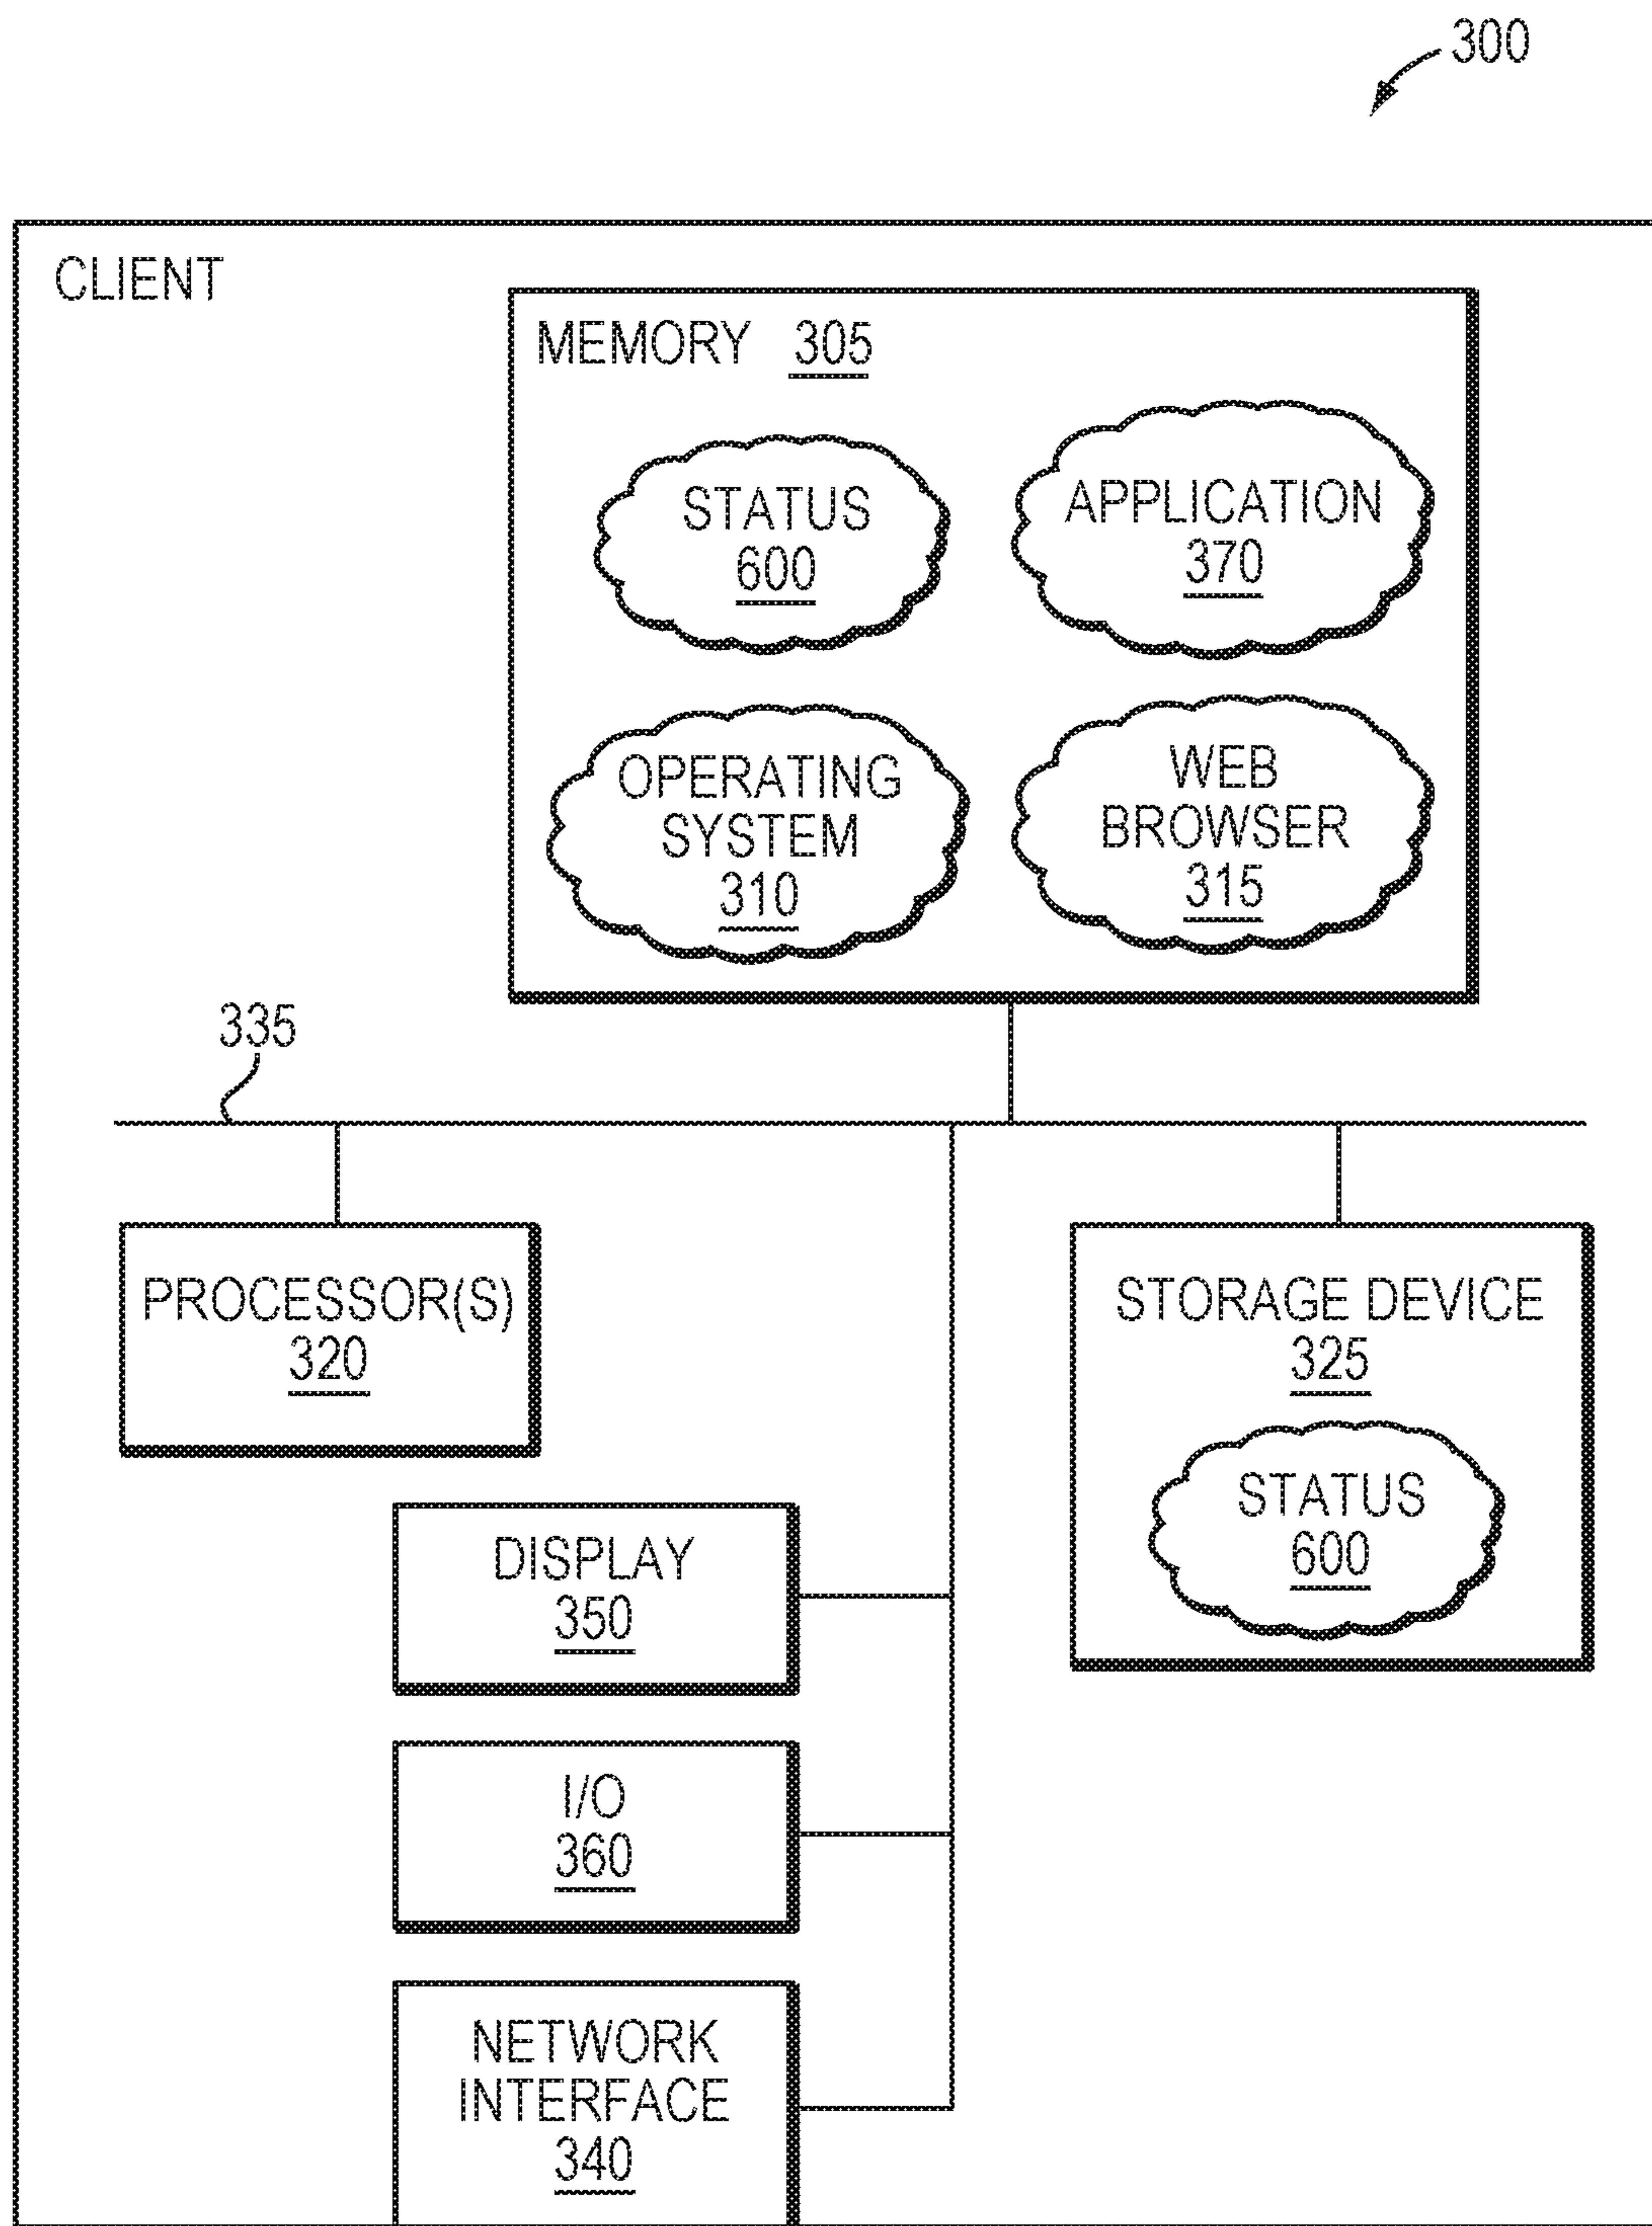 300
CLIENT
MEMORY 305
STATUS
600
APPLICATION
370
OPERATING
SYSTEM
310
WEB
BROWSER
315
335
PROCESSOR(S)
320
STORAGE DEVICE
325
STATUS
600
DISPLAY
350
I/O
360
NETWORK
INTERFACE
340